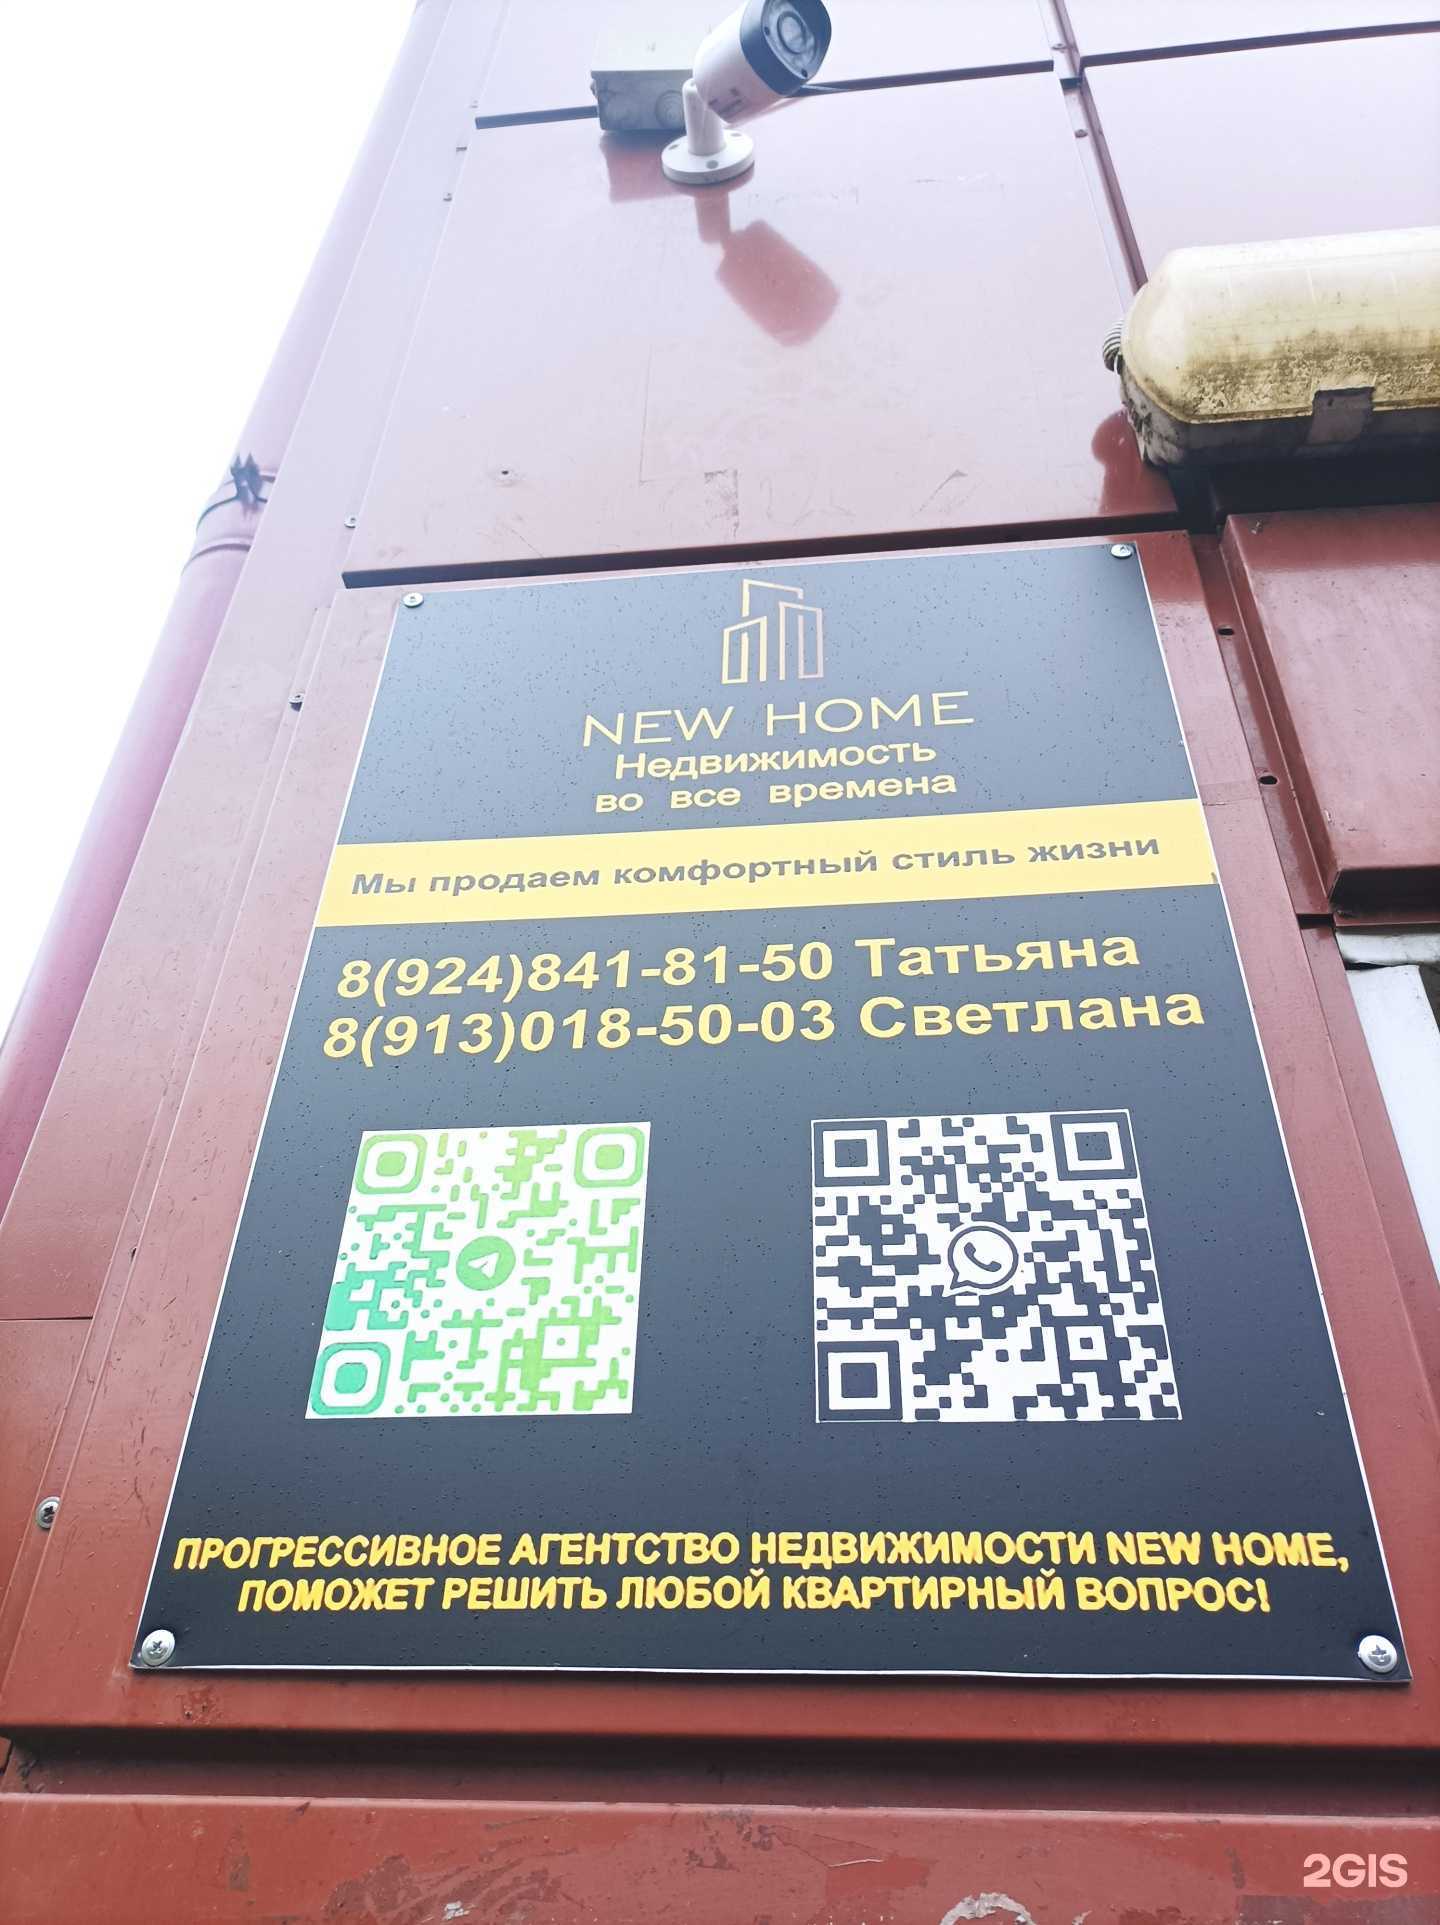 NEW HOME
Недвижимость
во все времена
Мы продаем комфортный стиль жизни
8(924)841-81-50 Татьяна
8(913)018-50-03 Светлана
ПРОГРЕССИВНОЕ АГЕНТСТВО НЕДВИЖИМОСТИ NEW HOME,
ПОМОЖЕТ РЕШИТЬ ЛЮБОЙ КВАРТИРНЫЙ ВОПРОС!
2GIS